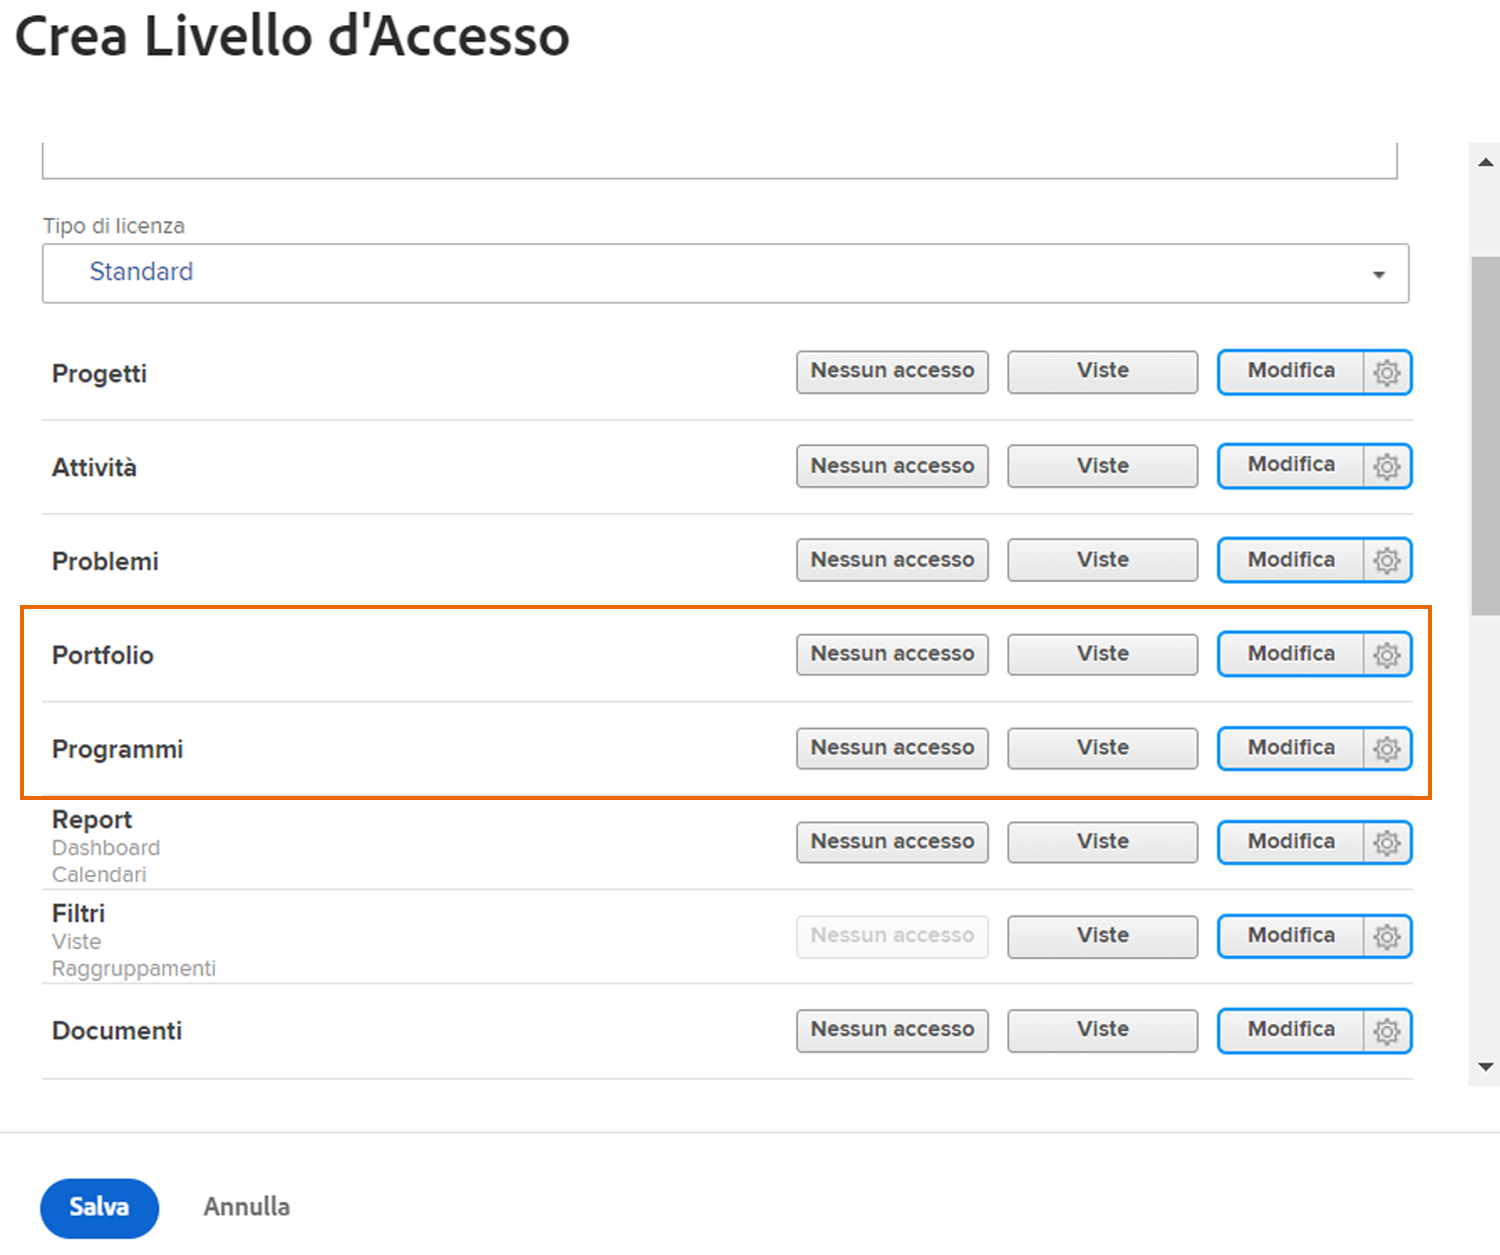 Crea Livello d'Accesso
Tipo di licenza
Standard
Progetti Nessun accesso Viste Modifica
Attività Nessun accesso Viste Modifica
Problemi Nessun accesso Viste Modifica
Portfolio Nessun accesso Viste Modifica
Programmi Nessun accesso Viste Modifica
Report Nessun accesso Viste Modifica
Dashboard
Calendari
Filtri Nessun accesso Viste Modifica
Viste
Raggruppamenti
Documenti Nessun accesso Viste Modifica
Salva Annulla